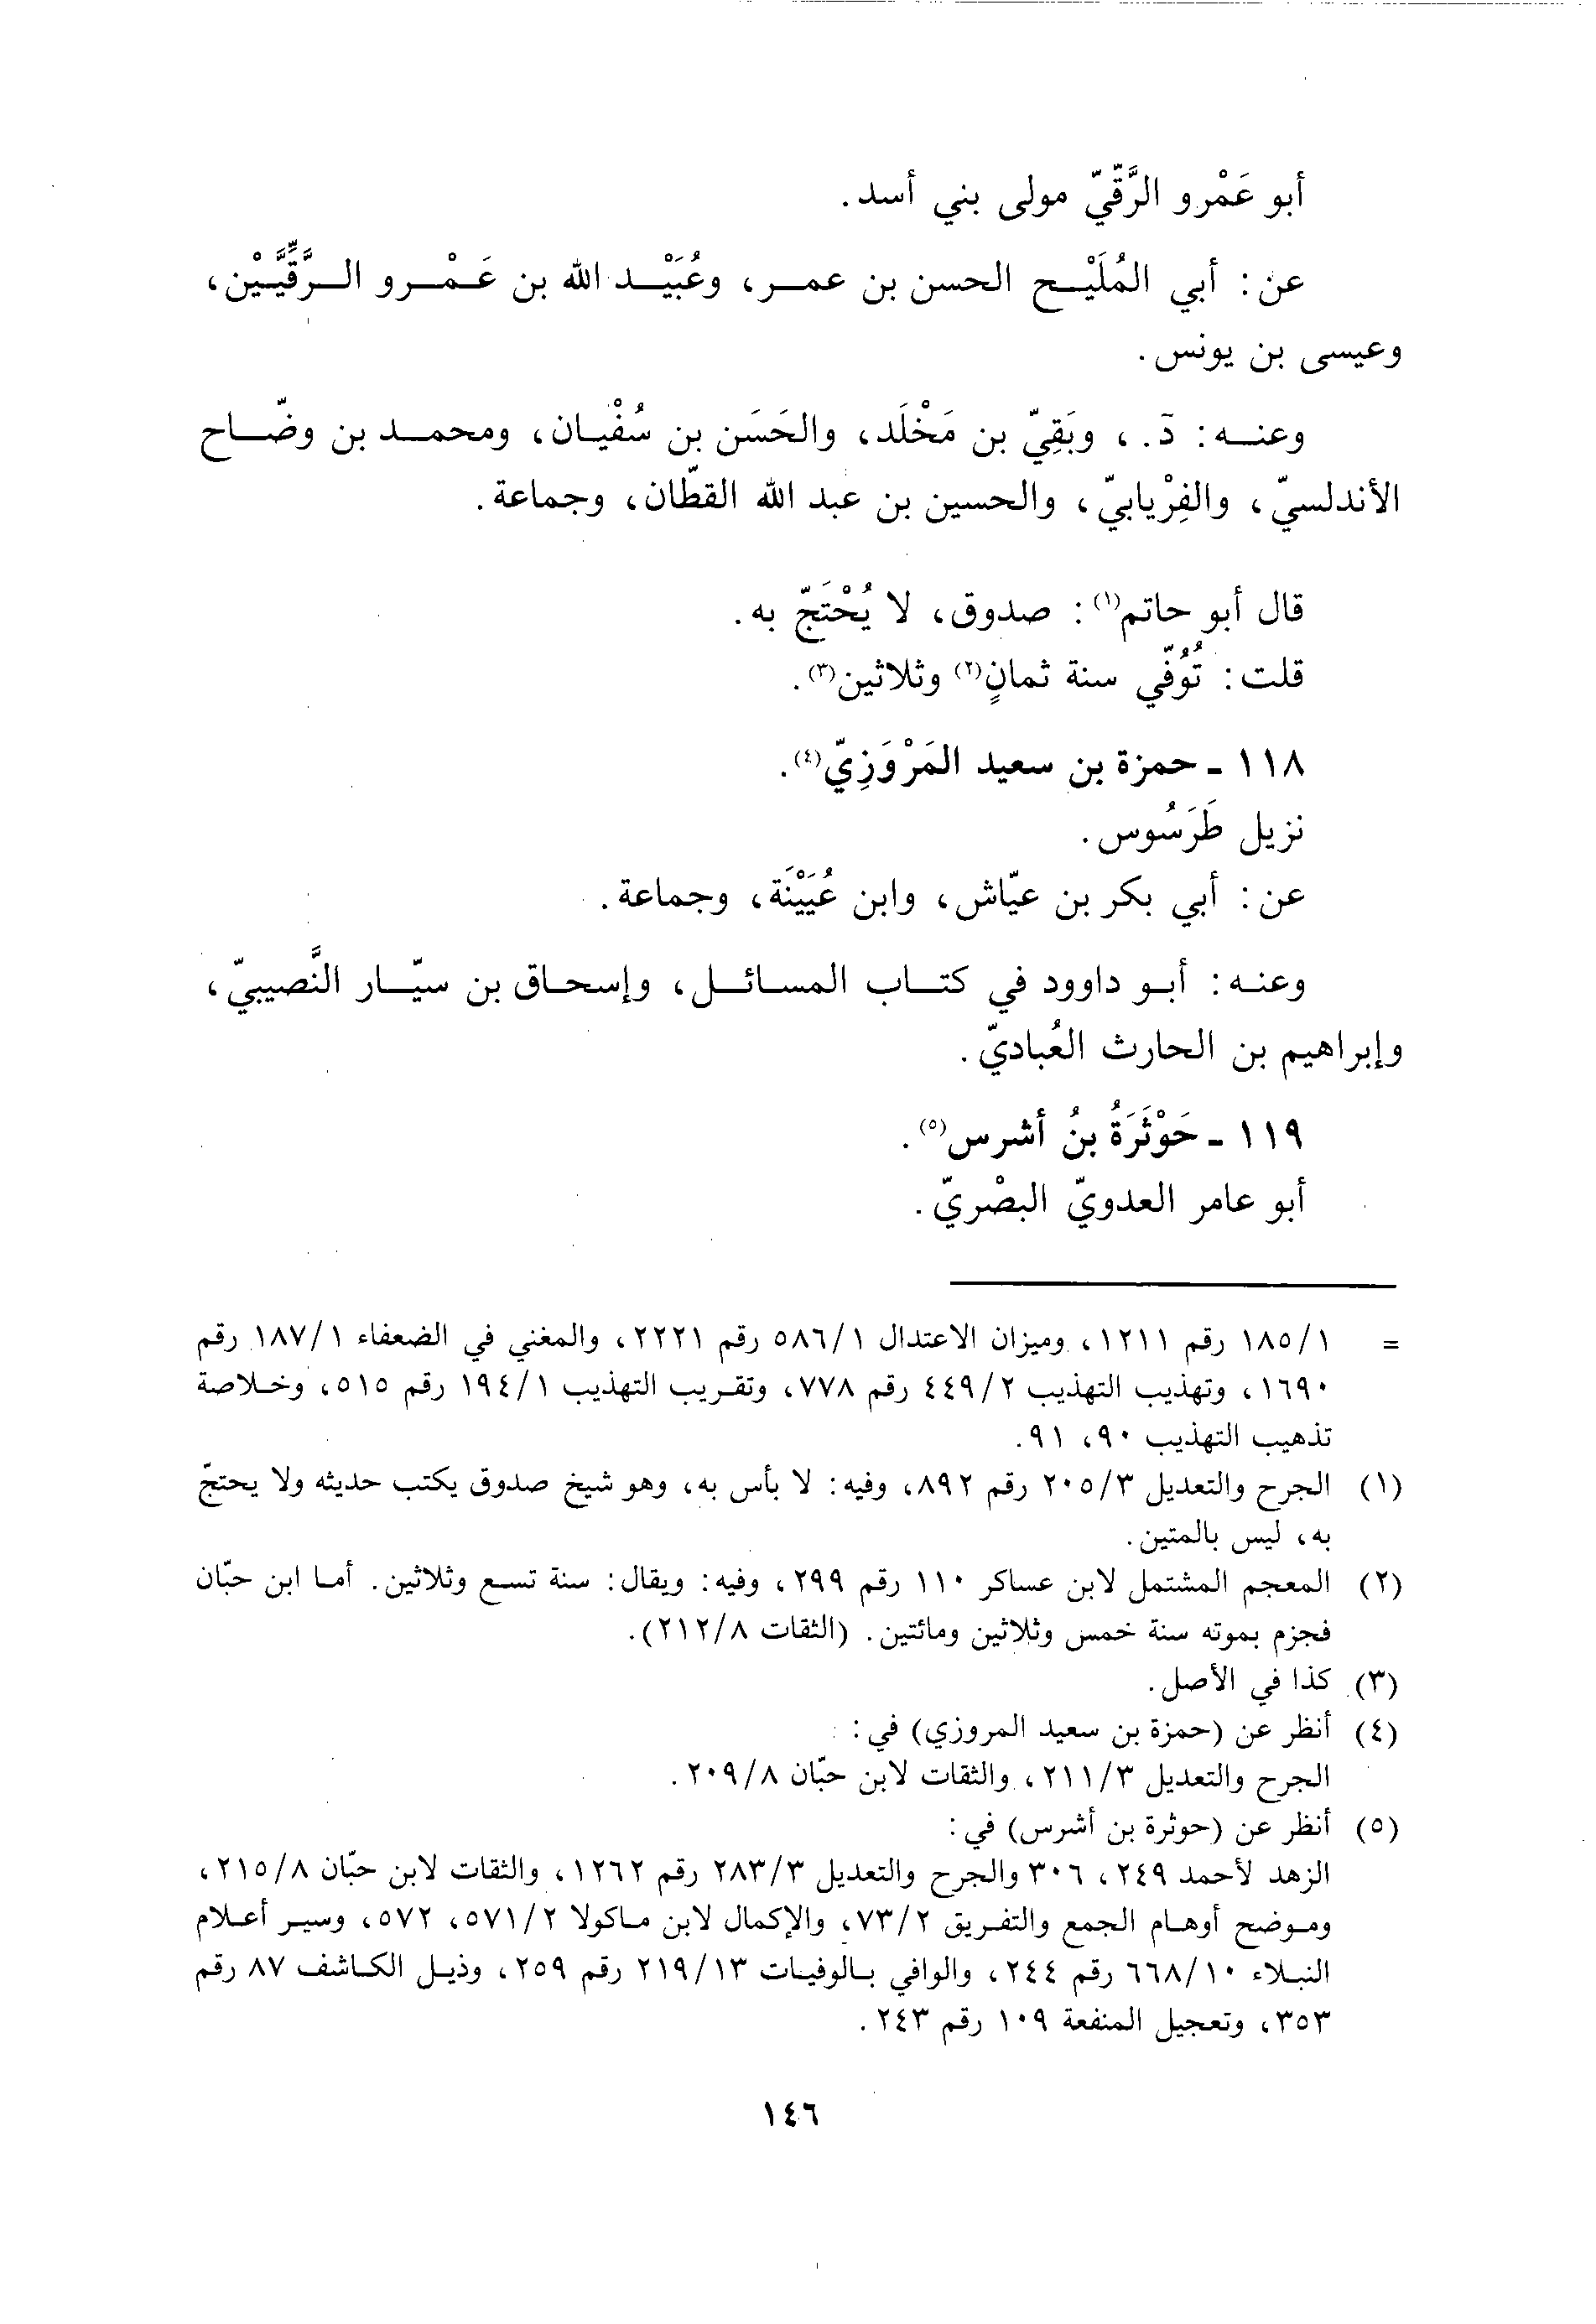 أبو عَمْرو الرَّقّيّ مولى بني أسد.
عن: أبي المُلَيْح الحسن بن عمر، وعُبَيْد الله بن عَمْرو الرَّقِّيَّيْن،
وعيسى بن يونس.
وعنه: دَ. ، وبَقِيّ بن مَخْلَد، والحَسَن بن سُفْيان، ومحمد بن وضّاح
الأندلسيّ، والفِرْيابيّ، والحسين بن عبد الله القطّان، وجماعة.
قال أبو حاتم(١): صدوق، لا يُحْتَجّ به.
قلت: تُوُفّي سنة ثمانٍ(٢) وثلاثين(٣).
١١٨ ـ حمزة بن سعيد المَرْوَزِيّ(٤).
نزيل طَرَسُوس.
عن: أبي بكر بن عيّاش، وابن عُيَيْنَة، وجماعة.
وعنه: أبو داوود في كتاب المسائل، وإسحاق بن سيّار النَّصيبيّ،
وإبراهيم بن الحارث العُباديّ.
١١٩ ـ حَوْثَرَةُ بنُ أشرس(٥).
أبو عامر العدويّ البصْريّ.
= ١٨٥/١ رقم ١٢١١، وميزان الاعتدال ٥٨٦/١ رقم ٢٢٢١، والمغني في الضعفاء ١٨٧/١ رقم
١٦٩٠، وتهذيب التهذيب ٤٤٩/٢ رقم ٧٧٨، وتقريب التهذيب ١٩٤/١ رقم ٥١٥، وخلاصة
تذهيب التهذيب ٩٠، ٩١.
(١) الجرح والتعديل ٢٠٥/٣ رقم ٨٩٢، وفيه: لا بأس به، وهو شيخ صدوق يكتب حديثه ولا يحتجّ
به، ليس بالمتين.
(٢) المعجم المشتمل لابن عساكر ١١٠ رقم ٢٩٩، وفيه: ويقال: سنة تسع وثلاثين. أما ابن حبّان
فجزم بموته سنة خمس وثلاثين ومائتين. (الثقات ٢١٢/٨).
(٣) كذا في الأصل.
(٤) أنظر عن (حمزة بن سعيد المروزي) في:
الجرح والتعديل ٢١١/٣، والثقات لابن حبّان ٢٠٩/٨.
(٥) أنظر عن (حوثرة بن أشرس) في:
الزهد لأحمد ٢٤٩، ٣٠٦ والجرح والتعديل ٢٨٣/٣ رقم ١٢٦٢، والثقات لابن حبّان ٢١٥/٨،
وموضح أوهام الجمع والتفريق ٧٣/٢، والإكمال لابن ماكولا ٥٧١/٢، ٥٧٢، وسير أعلام
النبلاء ٦٦٨/١٠ رقم ٢٤٤، والوافي بالوفيات ٢١٩/١٣ رقم ٢٥٩، وذيل الكاشف ٨٧ رقم
٣٥٣، وتعجيل المنفعة ١٠٩ رقم ٢٤٣.
١٤٦